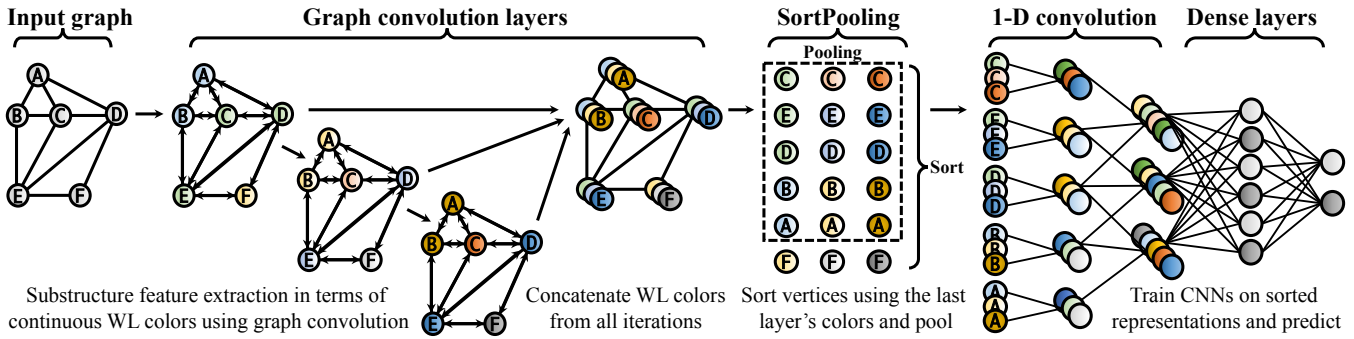 Input graph
Graph convolution layers
SortPooling
1-D convolution
Dense layers
Pooling
A
B C D
E F
A
B C D
E F
A
B C D
E F
A
B C D
E F
A
B C D
E F
C C C
E E E
D D D
B B B
A A A
F F F
Sort
C
C
C
E
E
E
D
D
D
B
B
B
A
A
A
Substructure feature extraction in terms of
continuous WL colors using graph convolution
Concatenate WL colors
from all iterations
Sort vertices using the last
layer's colors and pool
Train CNNs on sorted
representations and predict